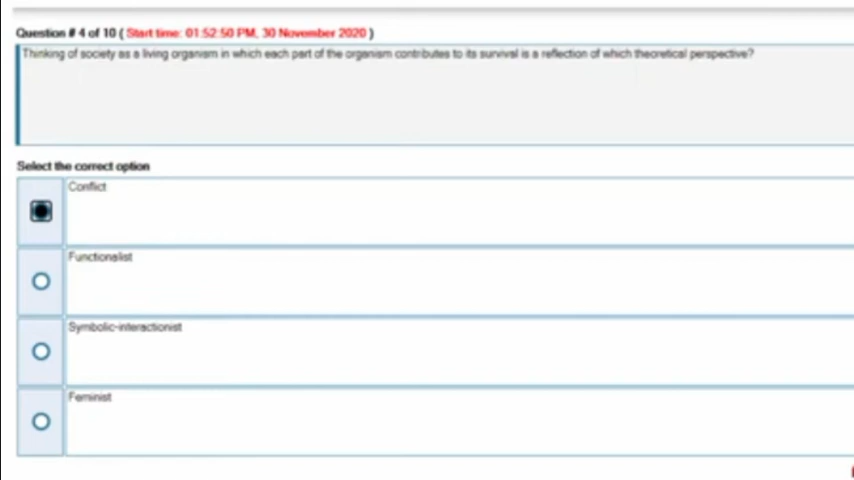 Question # 4 of 10 ( Start time: 01:52:50 PM, 30 November 2020 )
Thinking of society as a living organism in which each part of the organism contributes to its survival is a reflection of which theoretical perspective?
Select the correct option
Conflict
Functionalist
Symbolic-interactionist
Feminist